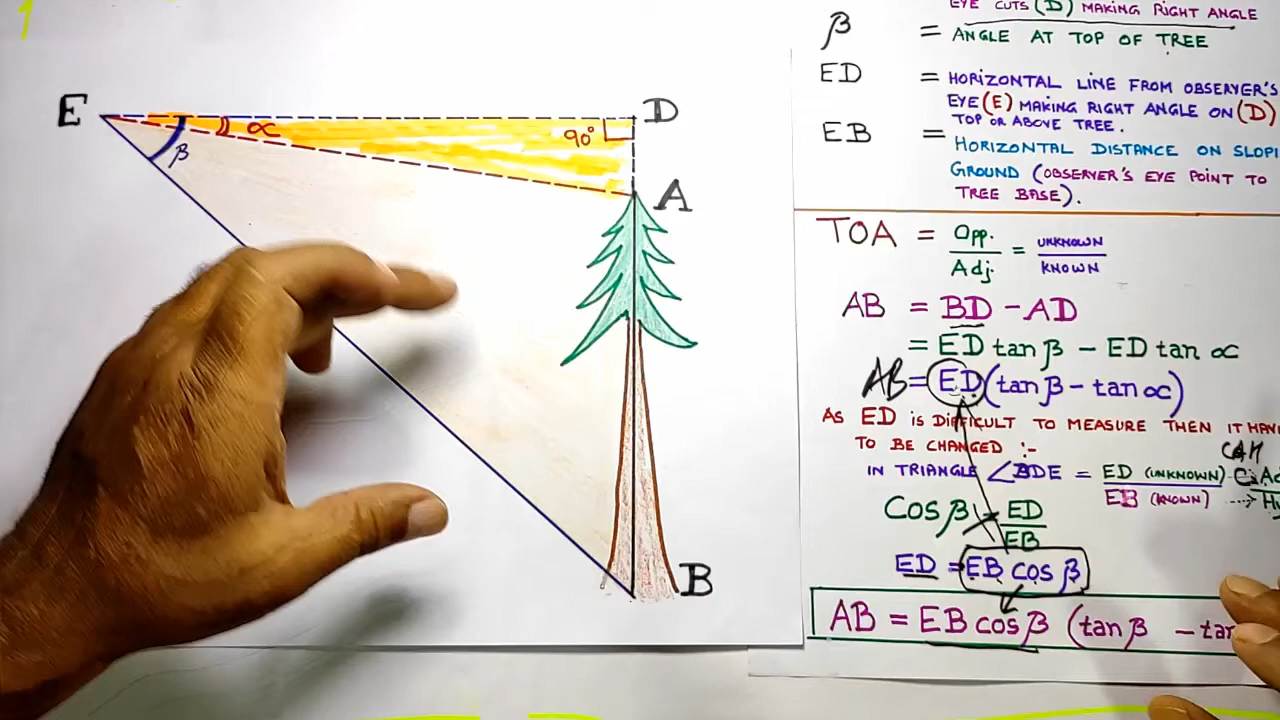 1
E
β
α
90°
D
A
B
EYE CUTS (D) MAKING RIGHT ANGLE
β = ANGLE AT TOP OF TREE
ED = HORIZONTAL LINE FROM OBSERVER'S
EYE (E) MAKING RIGHT ANGLE ON (D)
TOP OR ABOVE TREE.
EB = HORIZONTAL DISTANCE ON SLOPI
GROUND (OBSERVER'S EYE POINT TO
TREE BASE).
TOA = Opp. / Adj. = UNKNOWN / KNOWN
AB = BD - AD
= ED tan β - ED tan α
AB = ED (tan β - tan α)
AS ED is DIFFICULT TO MEASURE THEN IT HAV
TO BE CHANGED :-
CAH
IN TRIANGLE ∠BDE = ED (UNKNOWN) / EB (KNOWN)
Cos β = ED / EB
ED = EB cos β
AB = EB cos β (tan β - tan